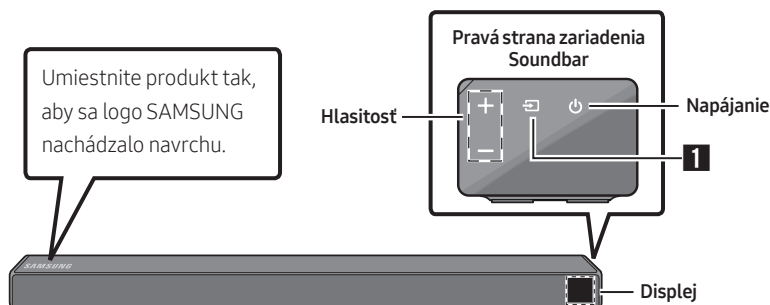 Umiestnite produkt tak,
aby sa logo SAMSUNG
nachádzalo navrchu.
Pravá strana zariadenia
Soundbar
Hlasitosť
Napájanie
1
SAMSUNG
Displej